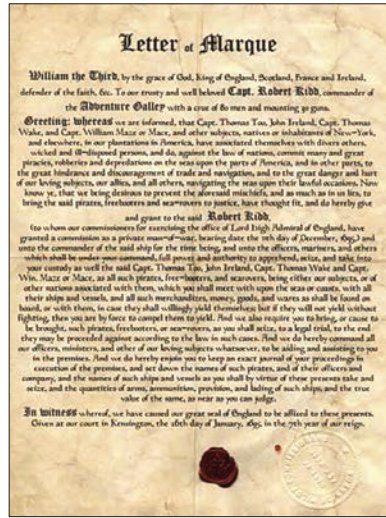 Letter of Marque
William the Third, by the grace of God, King of England, Scotland, France and Ireland,
defender of the faith, &c. To our trusty and well beloved Capt. Robert Kidd, commander of
the Adventure Galley with a crue of 80 men and mounting 30 guns.
Greeting: whereas we are informed, that Capt. Thomas Too, John Ireland, Capt. Thomas
Wake, and Capt. William Maze or Mace, and other subjects, natives or inhabitants of New-York,
and elsewhere, in our plantations in America, have associated themselves with divers others,
wicked and ill-disposed persons, and do, against the law of nations, commit many and great
piracies, robberies and depredations on the seas upon the parts of America, and in other parts, to
the great hindrance and discouragement of trade and navigation, and to the great danger and hurt
of our loving subjects, our allies, and all others, navigating the seas upon their lawful occasions. Now
know ye, that we being desirous to prevent the aforesaid mischiefs, and as much as in us lies, to
bring the said pirates, freebooters and sea-rovers to justice, have thought fit, and do hereby give
and grant to the said Robert Kidd,
(to whom our commissioners for exercising the office of Lord High Admiral of England, have
granted a commission as a private man-of-war, bearing date the 11th day of December, 1695,) and
unto the commander of the said ship for the time being, and unto the officers, mariners, and others
which shall be under your command, full power and authority to apprehend, seize, and take into
your custody as well the said Capt. Thomas Too, John Ireland, Capt. Thomas Wake and Capt.
Wm. Maze or Mace, as all such pirates, free-booters, and searovers, being either our subjects, or of
other nations associated with them, which you shall meet with upon the seas or coasts, with all
their ships and vessels, and all such merchandizes, money, goods, and wares as shall be found on
board, or with them, in case they shall willingly yield themselves; but if they will not yield without
fighting, then you are by force to compel them to yield. And we also require you to bring, or cause to
be brought, such pirates, freebooters, or sea-rovers, as you shall seize, to a legal trial, to the end
they may be proceeded against according to the law in such cases. And we do hereby command all
our officers, ministers, and other of our loving subjects whatsoever, to be aiding and assisting to you
in the premises. And we do hereby enjoin you to keep an exact journal of your proceedings in
execution of the premises, and set down the names of such pirates, and of their officers and
company, and the names of such ships and vessels as you shall by virtue of these presents take and
seize, and the quantities of arms, ammunition, provision, and lading of such ships, and the true
value of the same, as near as you can judge.
In witness whereof, we have caused our great seal of England to be affixed to these presents.
Given at our court in Kensington, the 26th day of January, 1695, in the 7th year of our reign.